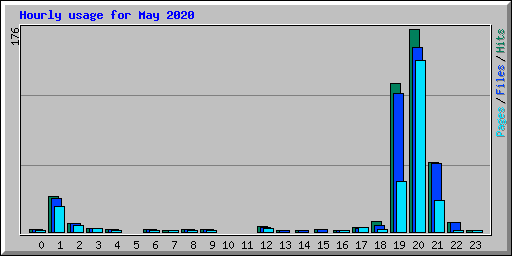 Hourly usage for May 2020
176
Pages/Files/Hits
0 1 2 3 4 5 6 7 8 9 10 11 12 13 14 15 16 17 18 19 20 21 22 23